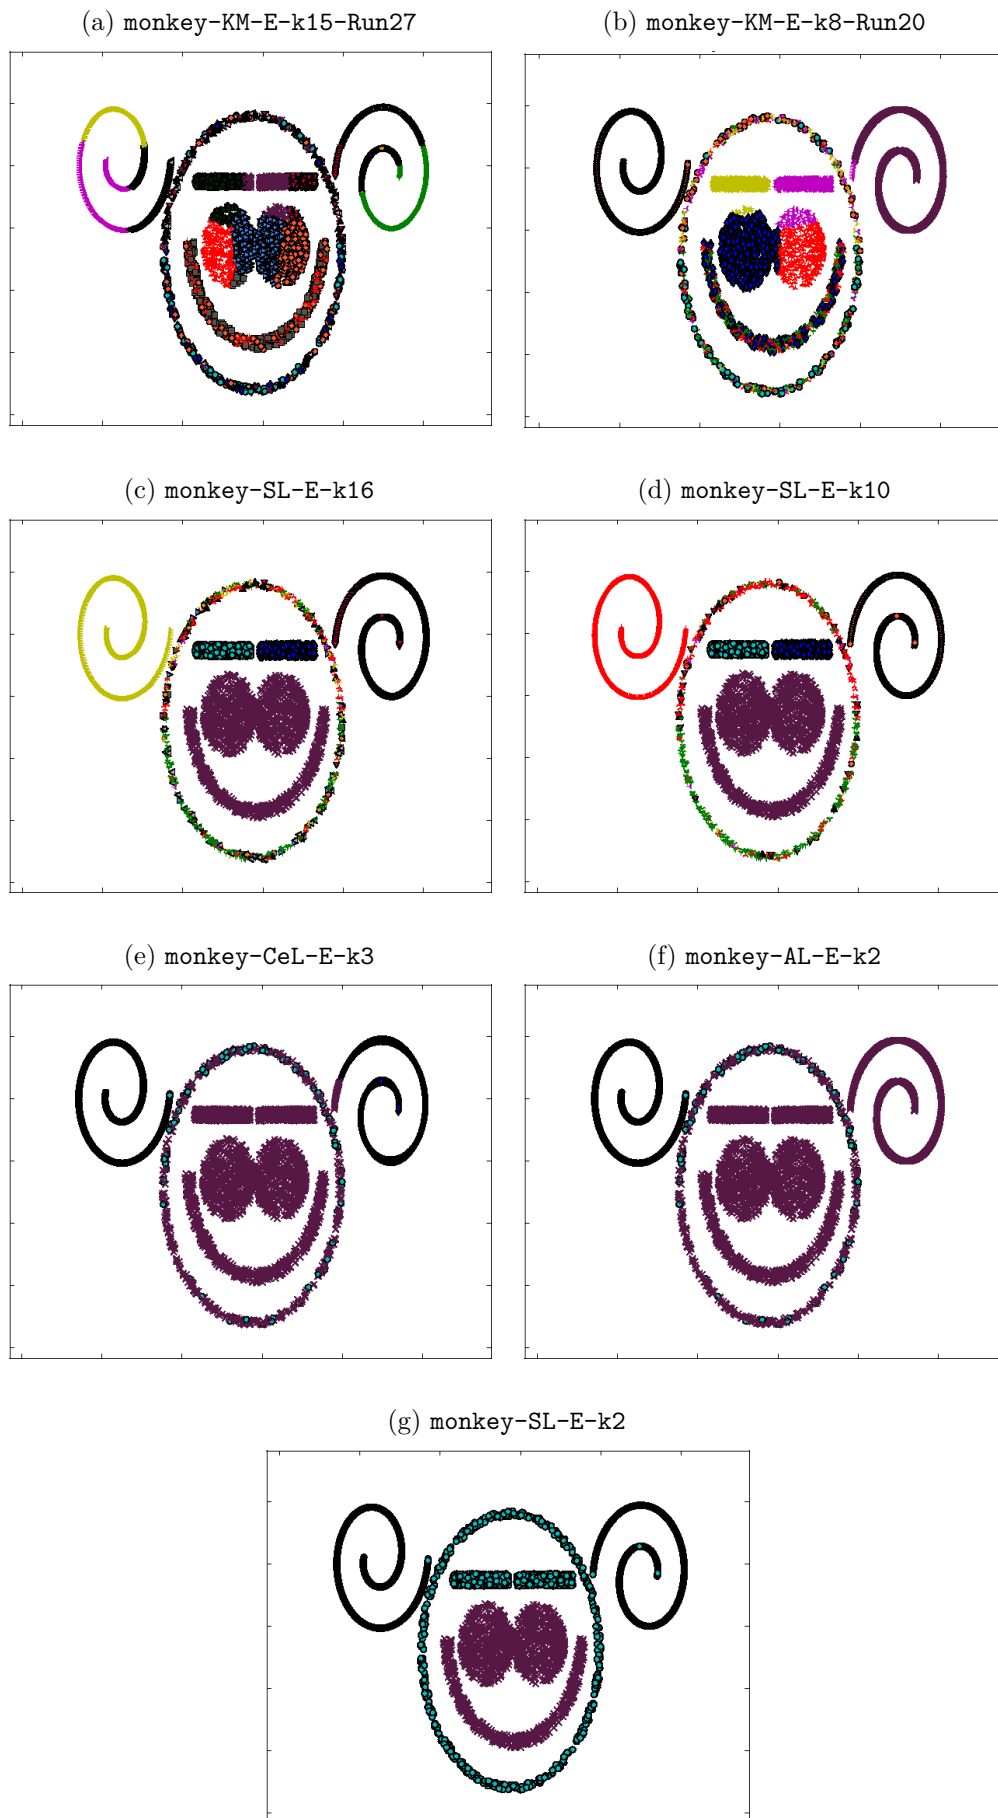 (a) monkey-KM-E-k15-Run27
(b) monkey-KM-E-k8-Run20
(c) monkey-SL-E-k16
(d) monkey-SL-E-k10
(e) monkey-CeL-E-k3
(f) monkey-AL-E-k2
(g) monkey-SL-E-k2